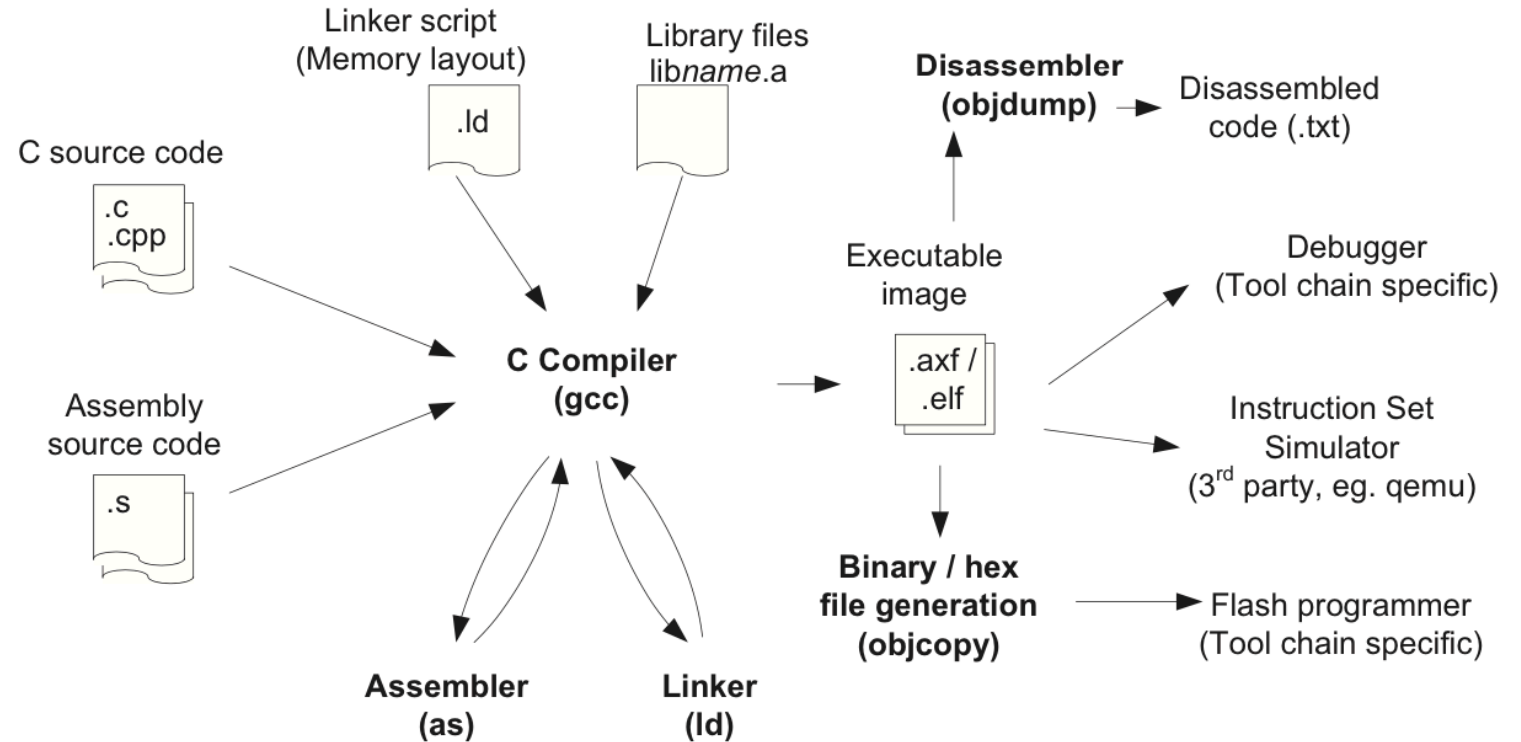 Linker script
(Memory layout)
.ld
Library files
libname.a
C source code
.c
.cpp
Assembly
source code
.s
C Compiler
(gcc)
Assembler
(as)
Linker
(ld)
Executable
image
.axf /
.elf
Disassembler
(objdump)
Disassembled
code (.txt)
Debugger
(Tool chain specific)
Instruction Set
Simulator
(3rd party, eg. qemu)
Binary / hex
file generation
(objcopy)
Flash programmer
(Tool chain specific)